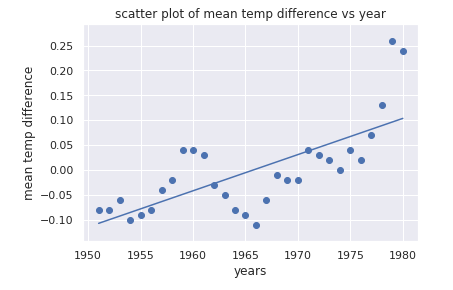 scatter plot of mean temp difference vs year
mean temp difference
0.25
0.20
0.15
0.10
0.05
0.00
−0.05
−0.10
1950 1955 1960 1965 1970 1975 1980
years